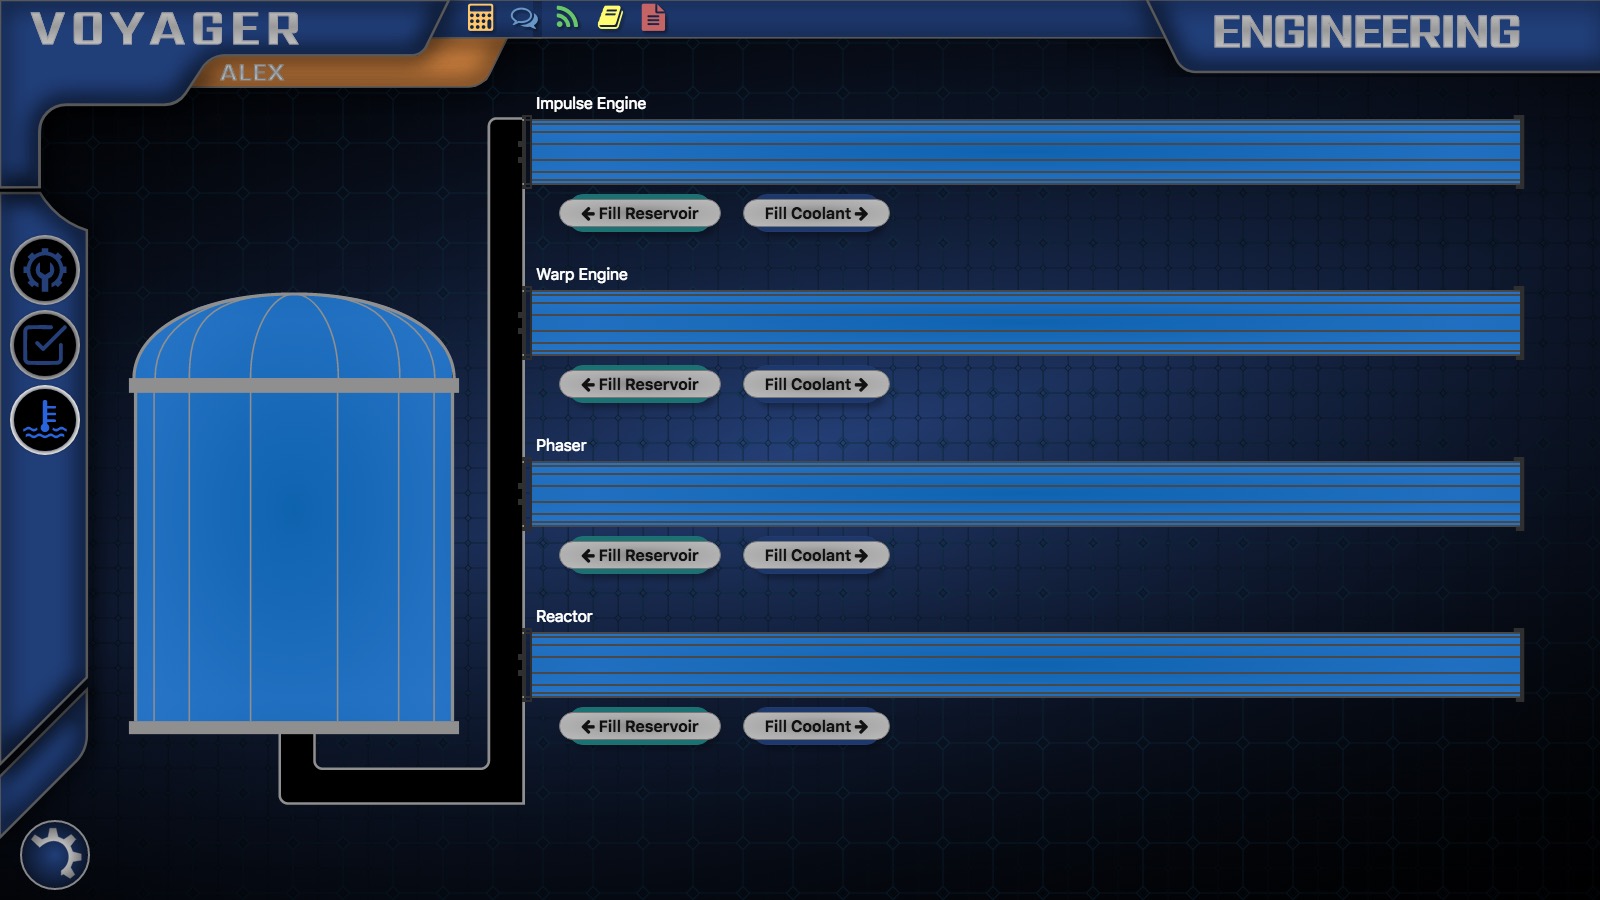 VOYAGER
ENGINEERING
ALEX
Impulse Engine
Fill Reservoir
Fill Coolant
Warp Engine
Fill Reservoir
Fill Coolant
Phaser
Fill Reservoir
Fill Coolant
Reactor
Fill Reservoir
Fill Coolant